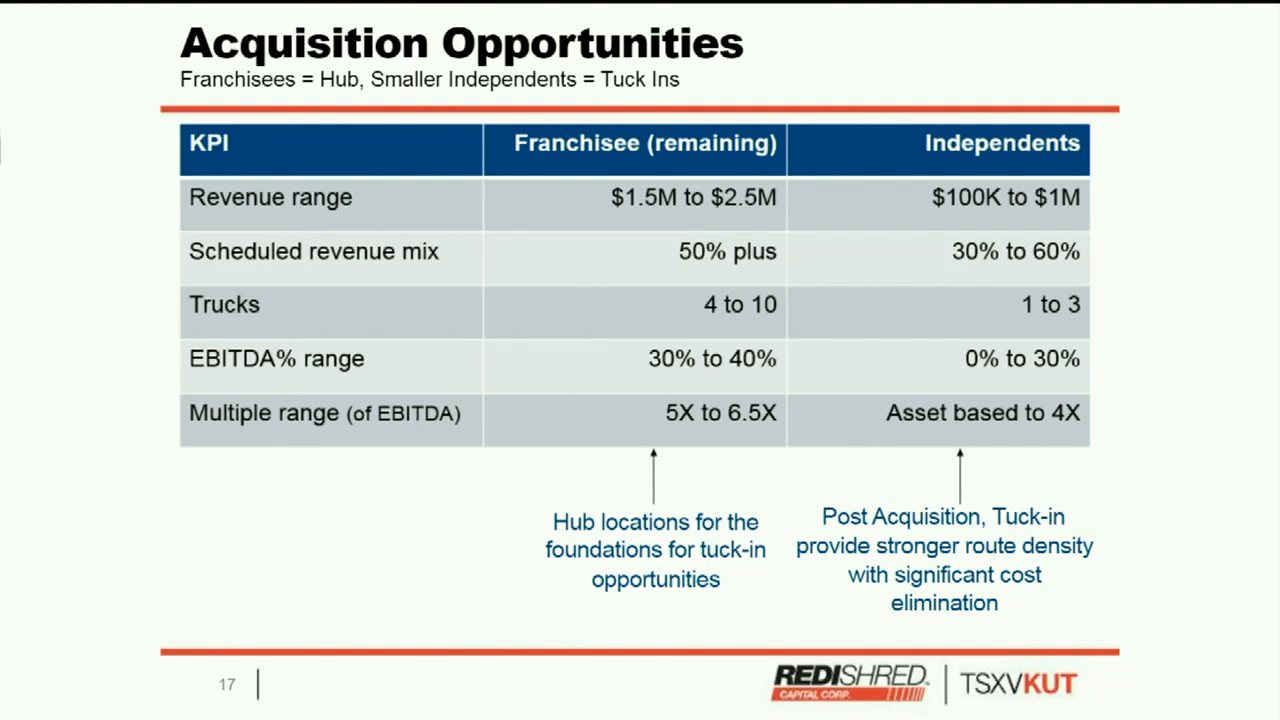 Acquisition Opportunities
Franchisees = Hub, Smaller Independents = Tuck Ins
KPI Franchisee (remaining) Independents
Revenue range $1.5M to $2.5M $100K to $1M
Scheduled revenue mix 50% plus 30% to 60%
Trucks 4 to 10 1 to 3
EBITDA% range 30% to 40% 0% to 30%
Multiple range (of EBITDA) 5X to 6.5X Asset based to 4X
Hub locations for the
foundations for tuck-in
opportunities
Post Acquisition, Tuck-in
provide stronger route density
with significant cost
elimination
17
REDISHRED
CAPITAL CORP.
TSXVKUT